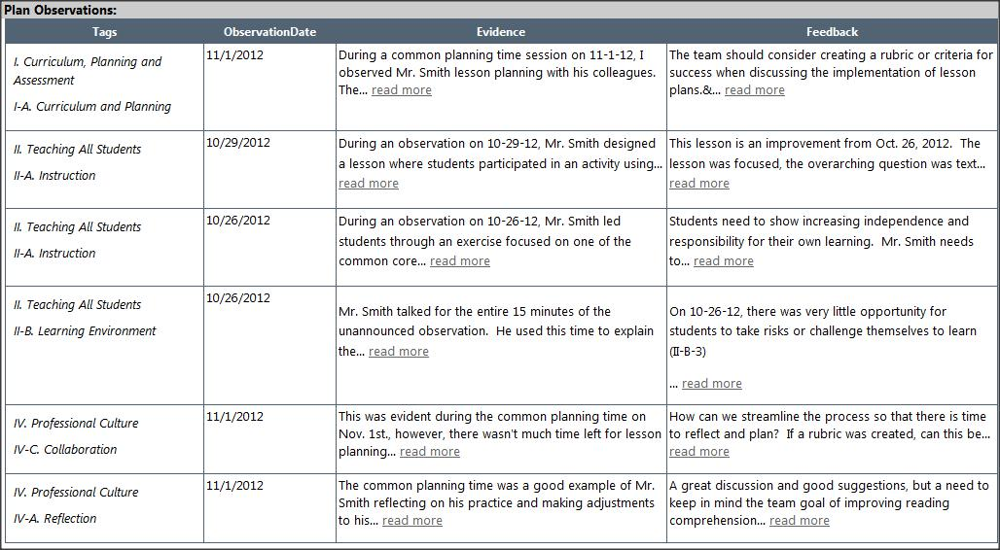 Plan Observations:
Tags ObservationDate Evidence Feedback
I. Curriculum, Planning and
Assessment
I-A. Curriculum and Planning
11/1/2012
During a common planning time session on 11-1-12, I
observed Mr. Smith lesson planning with his colleagues.
The... read more
The team should consider creating a rubric or criteria for
success when discussing the implementation of lesson
plans.&... read more
II. Teaching All Students
II-A. Instruction
10/29/2012
During an observation on 10-29-12, Mr. Smith designed
a lesson where students participated in an activity using...
read more
This lesson is an improvement from Oct. 26, 2012.  The
lesson was focused, the overarching question was text...
read more
II. Teaching All Students
II-A. Instruction
10/26/2012
During an observation on 10-26-12, Mr. Smith led
students through an exercise focused on one of the
common core... read more
Students need to show increasing independence and
responsibility for their own learning.  Mr. Smith needs
to... read more
II. Teaching All Students
II-B. Learning Environment
10/26/2012
Mr. Smith talked for the entire 15 minutes of the
unannounced observation.  He used this time to explain
the... read more
On 10-26-12, there was very little opportunity for
students to take risks or challenge themselves to learn
(II-B-3)
... read more
IV. Professional Culture
IV-C. Collaboration
11/1/2012
This was evident during the common planning time on
Nov. 1st., however, there wasn't much time left for lesson
planning... read more
How can we streamline the process so that there is time
to reflect and plan?  If a rubric was created, can this be...
read more
IV. Professional Culture
IV-A. Reflection
11/1/2012
The common planning time was a good example of Mr.
Smith reflecting on his practice and making adjustments
to his... read more
A great discussion and good suggestions, but a need to
keep in mind the team goal of improving reading
comprehension... read more